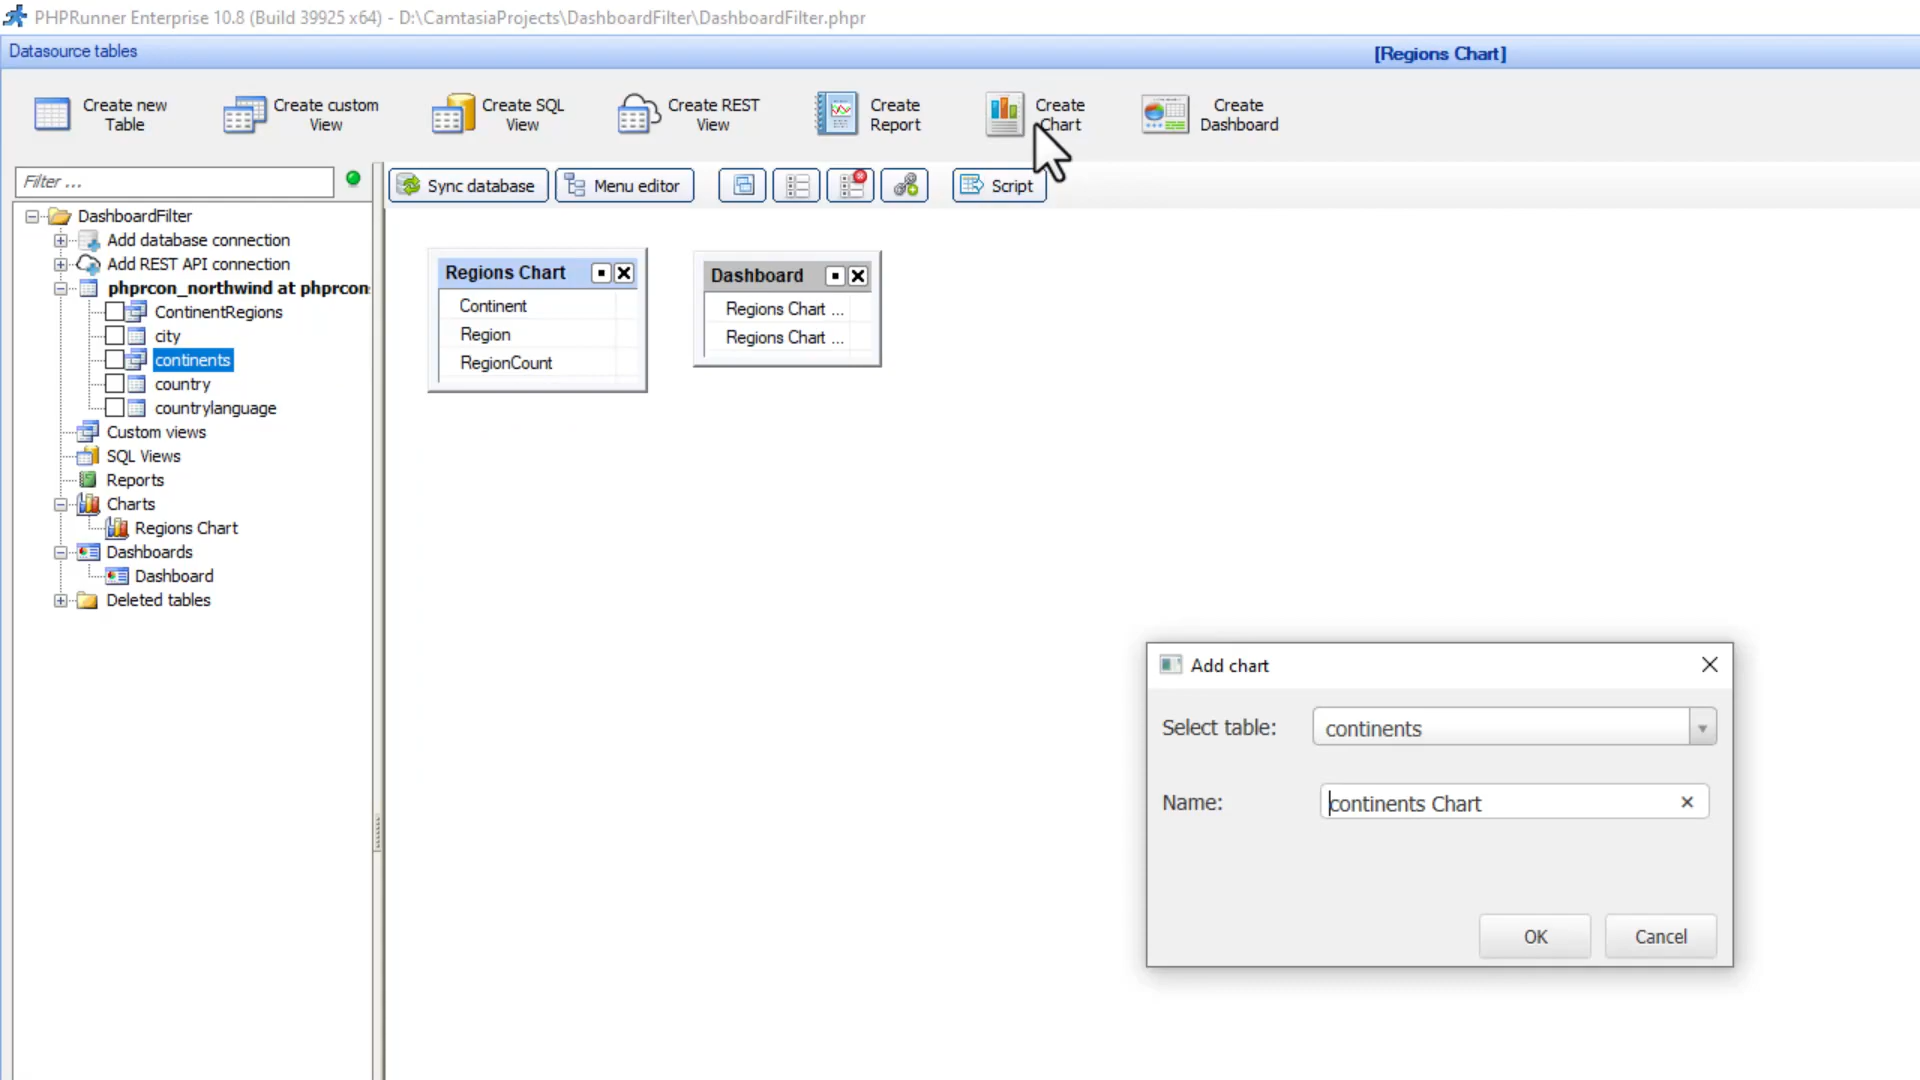 PHPRunner Enterprise 10.8 (Build 39925 x64) - D:\CamtasiaProjects\DashboardFilter\DashboardFilter.phpr
Datasource tables
[Regions Chart]
Create new
Table
Create custom
View
Create SQL
View
Create REST
View
Create
Report
Create
Chart
Create
Dashboard
Filter ...
Sync database
Menu editor
Script
DashboardFilter
Add database connection
Add REST API connection
phprcon_northwind at phprcon
ContinentRegions
city
continents
country
countrylanguage
Custom views
SQL Views
Reports
Charts
Regions Chart
Dashboards
Dashboard
Deleted tables
Regions Chart
Continent
Region
RegionCount
Dashboard
Regions Chart ...
Regions Chart ...
Add chart
Select table:
continents
Name:
continents Chart
OK
Cancel